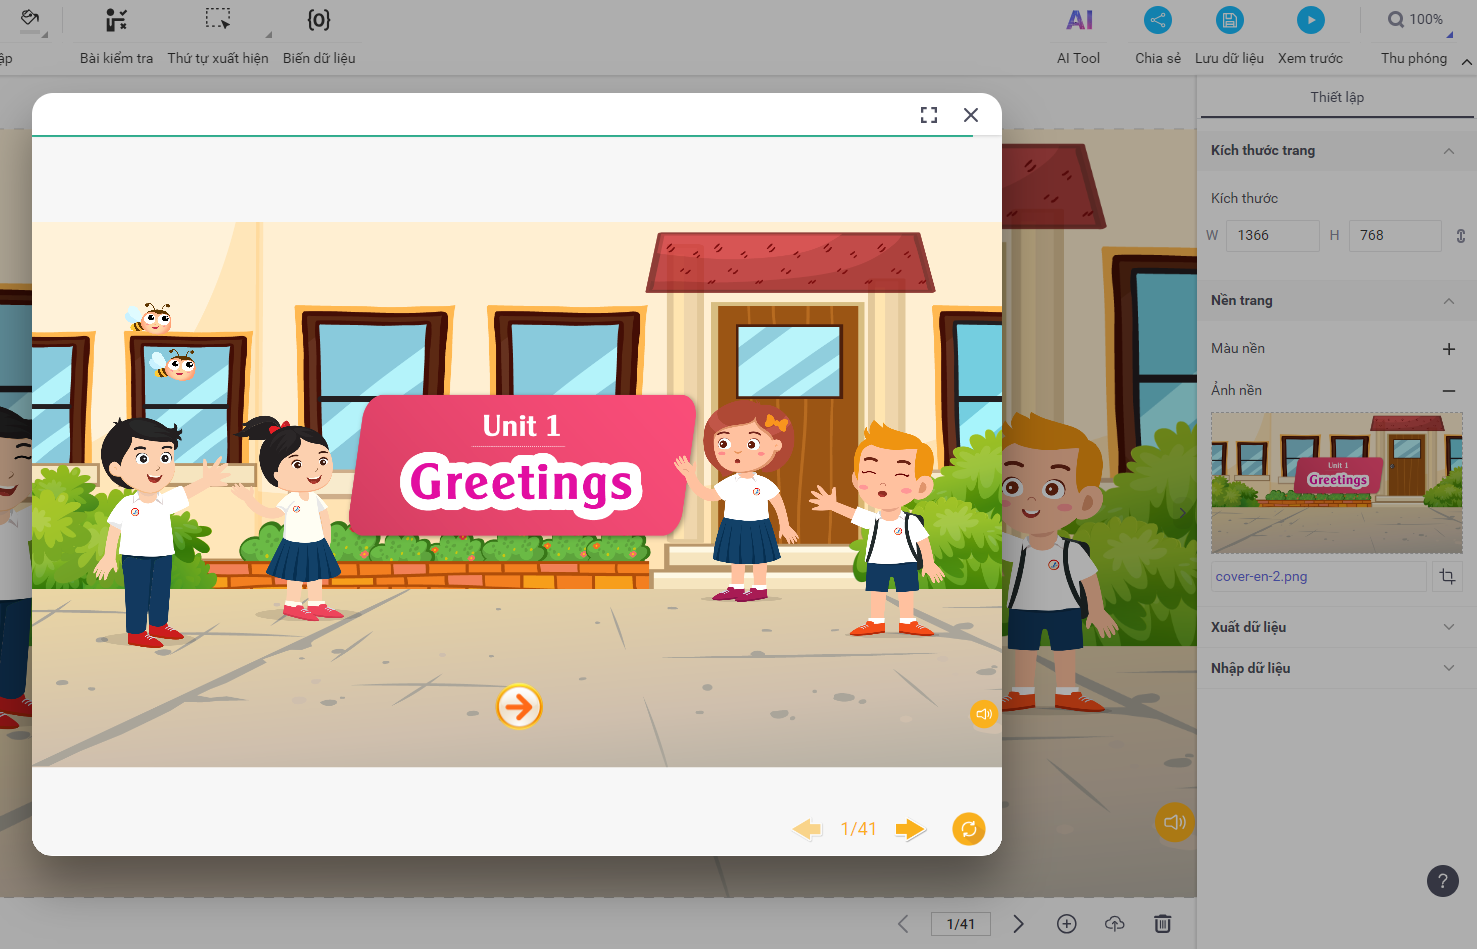 ập
Bài kiểm tra
Thứ tự xuất hiện
{0}
Biến dữ liệu
AI
AI Tool
Chia sẻ
Lưu dữ liệu
Xem trước
100%
Thu phóng
Thiết lập
Kích thước trang
Kích thước
W 1366 H 768
Nền trang
Màu nền
Ảnh nền
Unit 1
Greetings
cover-en-2.png
Xuất dữ liệu
Nhập dữ liệu
Unit 1
Greetings
1/41
1/41
?